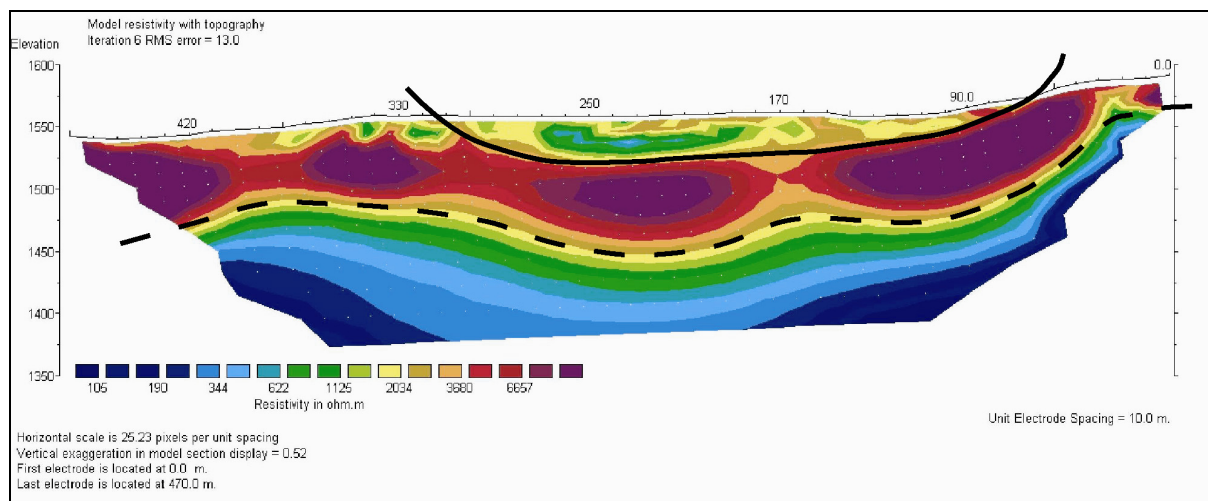 Model resistivity with topography
Iteration 6 RMS error = 13.0
Elevation
1600
0.0
90.0
170
250
330
420
1550
1500
1450
1400
1350
105 190 344 622 1125 2034 3680 6657
Resistivity in ohm.m
Unit Electrode Spacing = 10.0 m.
Horizontal scale is 25.23 pixels per unit spacing
Vertical exaggeration in model section display = 0.52
First electrode is located at 0.0 m.
Last electrode is located at 470.0 m.